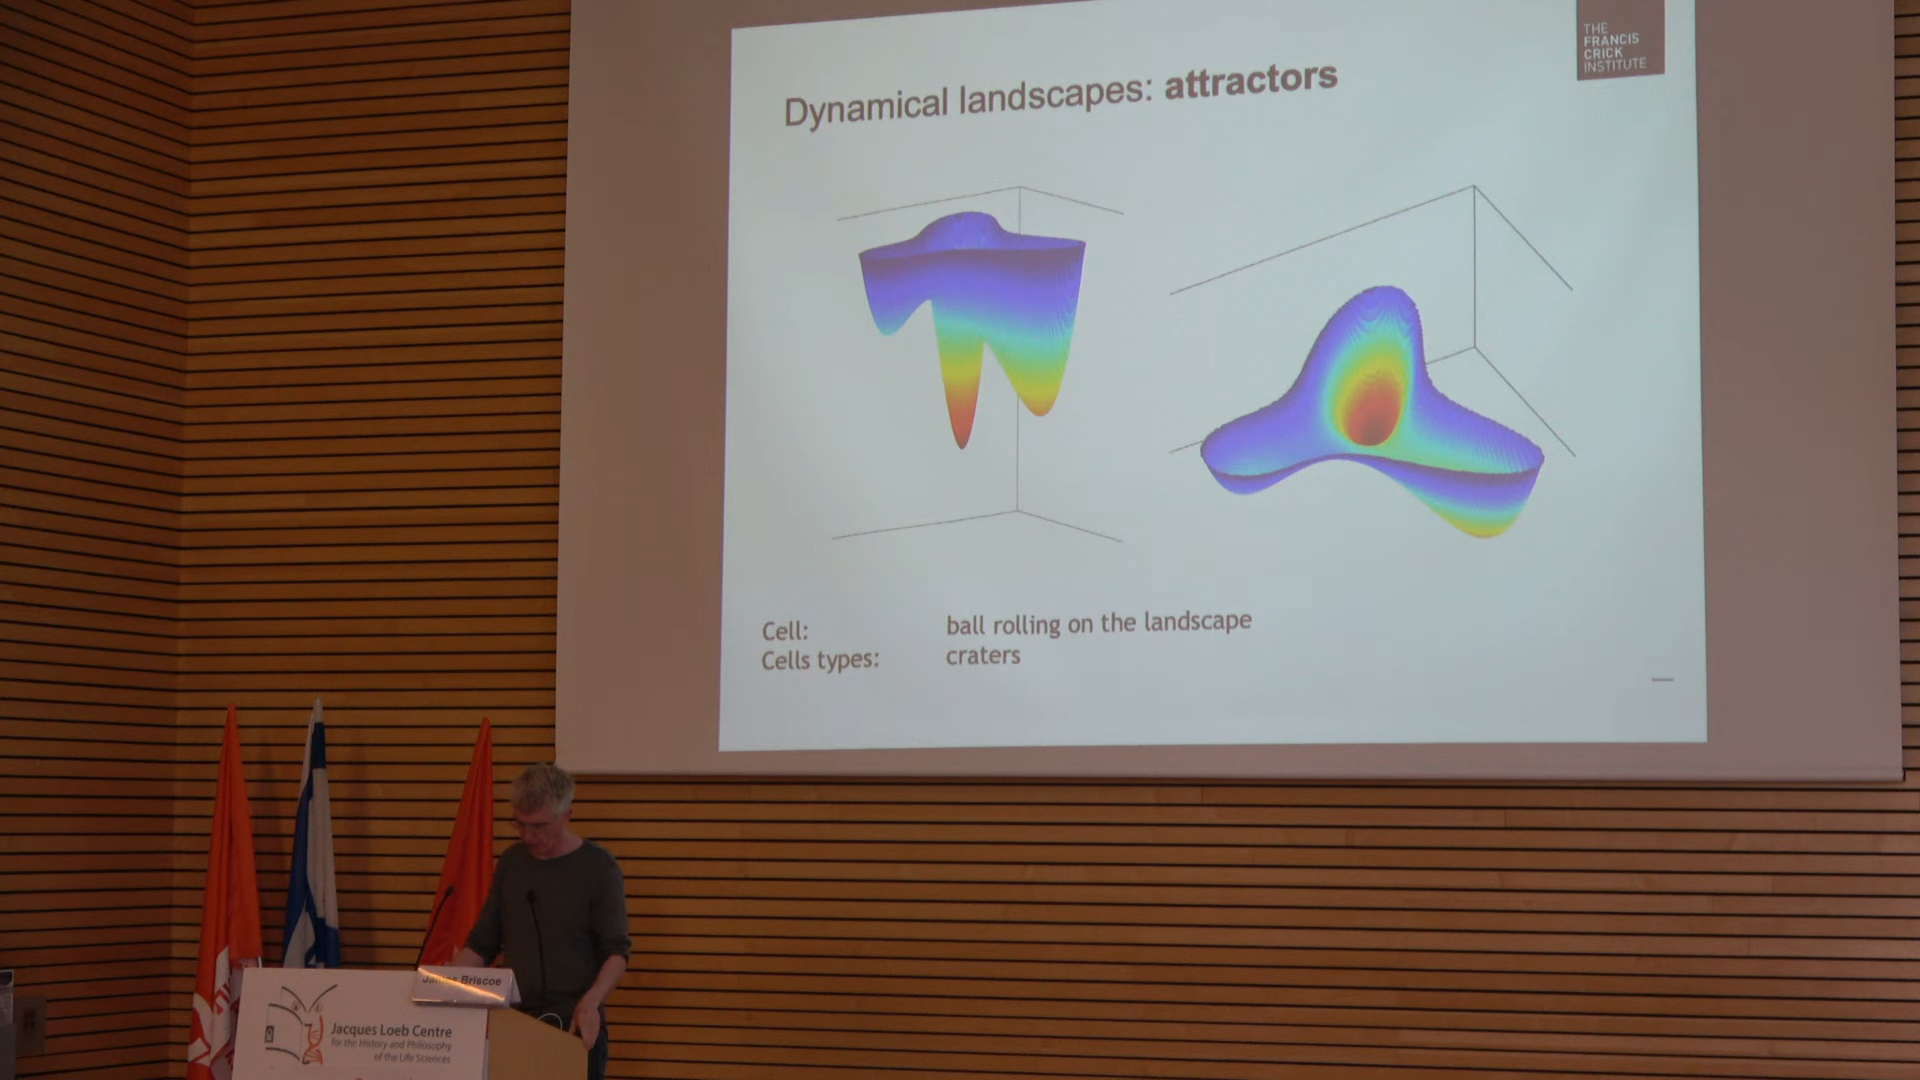 THE
FRANCIS
CRICK
INSTITUTE
Dynamical landscapes: attractors
Cell: ball rolling on the landscape
Cells types: craters
James Briscoe
Jacques Loeb Centre
for the History and Philosophy
of the Life Sciences